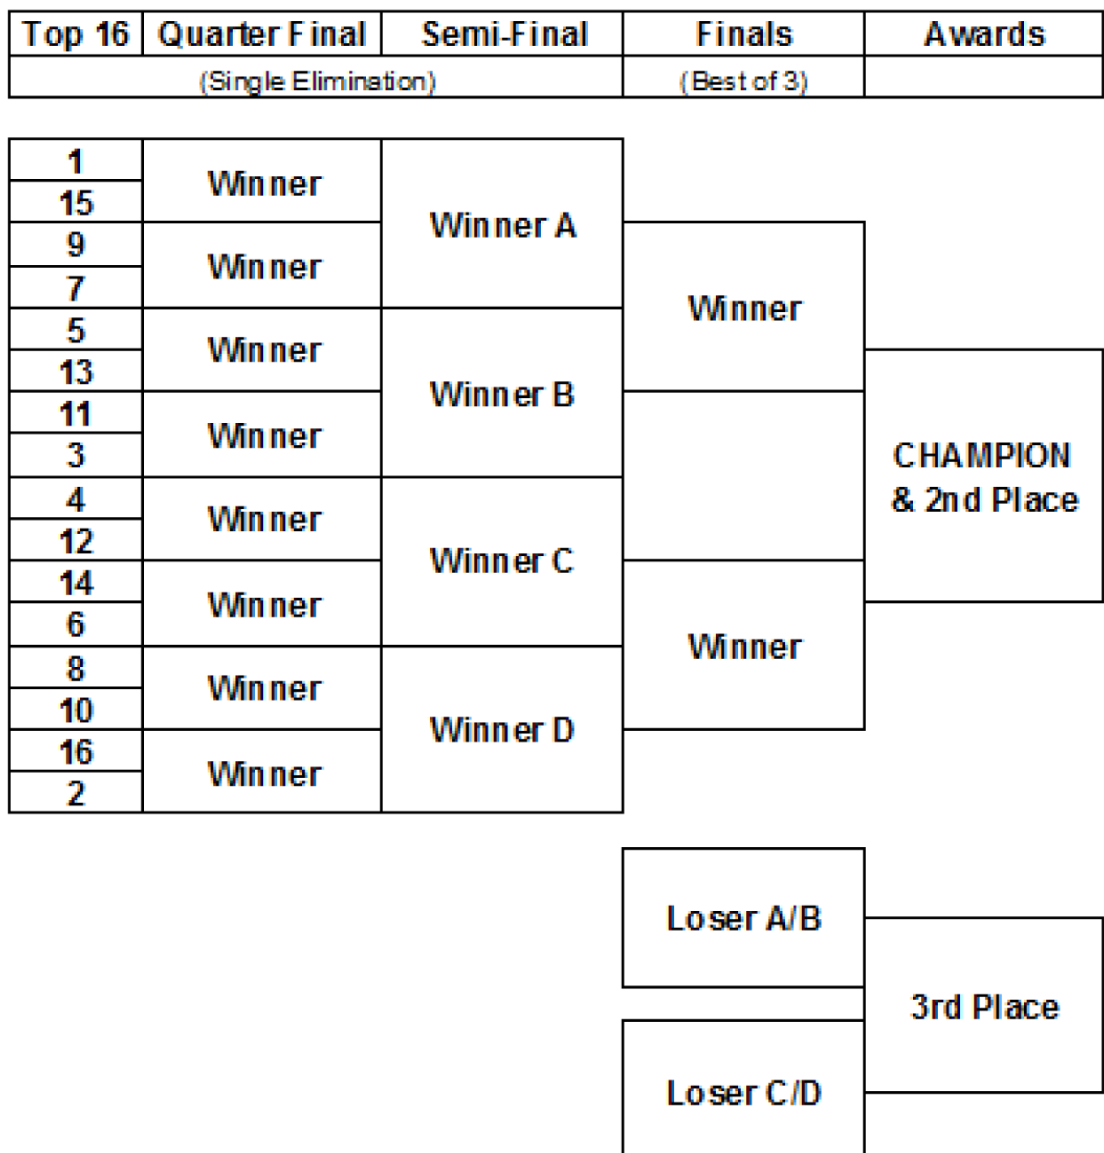 Top 16 Quarter Final Semi-Final Finals Awards
(Single Elimination) (Best of 3)
1
15
Winner
9
7
Winner
Winner A
5
13
Winner
11
3
Winner
Winner B
Winner
4
12
Winner
14
6
Winner
Winner C
8
10
Winner
16
2
Winner
Winner D
Winner
CHAMPION
& 2nd Place
Loser A/B
Loser C/D
3rd Place